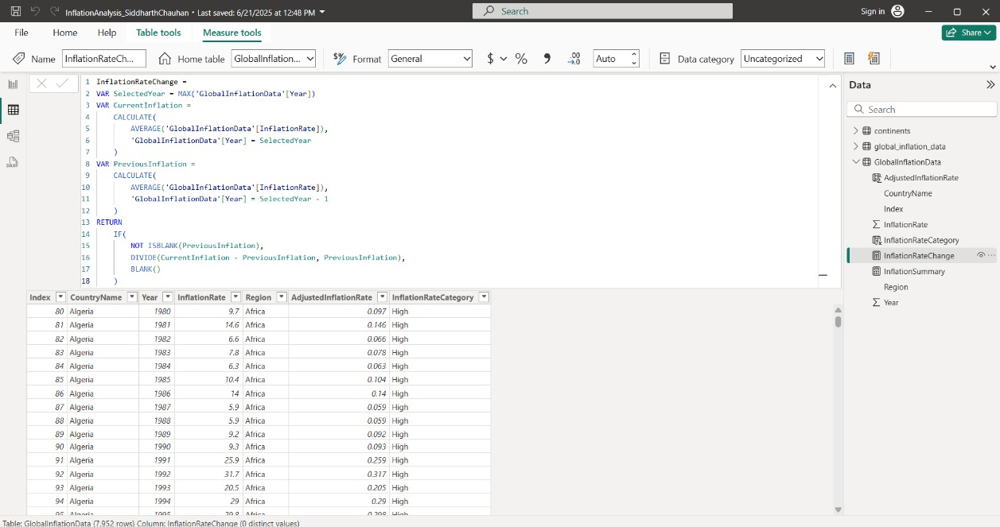 InflationAnalysis_SiddharthChauhan • Last saved: 6/21/2025 at 12:48 PM
Search
Sign in
File Home Help Table tools Measure tools
Share
Name InflationRateCh... Home table GlobalInflation... Format General $ % , .00 Auto Data category Uncategorized
1 InflationRateChange =
2 VAR SelectedYear = MAX('GlobalInflationData'[Year])
3 VAR CurrentInflation =
4 CALCULATE(
5 AVERAGE('GlobalInflationData'[InflationRate]),
6 'GlobalInflationData'[Year] = SelectedYear
7 )
8 VAR PreviousInflation =
9 CALCULATE(
10 AVERAGE('GlobalInflationData'[InflationRate]),
11 'GlobalInflationData'[Year] = SelectedYear - 1
12 )
13 RETURN
14 IF(
15 NOT ISBLANK(PreviousInflation),
16 DIVIDE(CurrentInflation - PreviousInflation, PreviousInflation),
17 BLANK()
18 )
Index CountryName Year InflationRate Region AdjustedInflationRate InflationRateCategory
80 Algeria 1980 9.7 Africa 0.097 High
81 Algeria 1981 14.6 Africa 0.146 High
82 Algeria 1982 6.6 Africa 0.066 High
83 Algeria 1983 7.8 Africa 0.078 High
84 Algeria 1984 6.3 Africa 0.063 High
85 Algeria 1985 10.4 Africa 0.104 High
86 Algeria 1986 14 Africa 0.14 High
87 Algeria 1987 5.9 Africa 0.059 High
88 Algeria 1988 5.9 Africa 0.059 High
89 Algeria 1989 9.2 Africa 0.092 High
90 Algeria 1990 9.3 Africa 0.093 High
91 Algeria 1991 25.9 Africa 0.259 High
92 Algeria 1992 31.7 Africa 0.317 High
93 Algeria 1993 20.5 Africa 0.205 High
94 Algeria 1994 29 Africa 0.29 High
95 Algeria 1995 29.8 Africa 0.298 High
Data
Search
continents
global_inflation_data
GlobalInflationData
AdjustedInflationRate
CountryName
Index
InflationRate
InflationRateCategory
InflationRateChange
InflationSummary
Region
Year
Table: GlobalInflationData (7,952 rows) Column: InflationRateChange (0 distinct values)